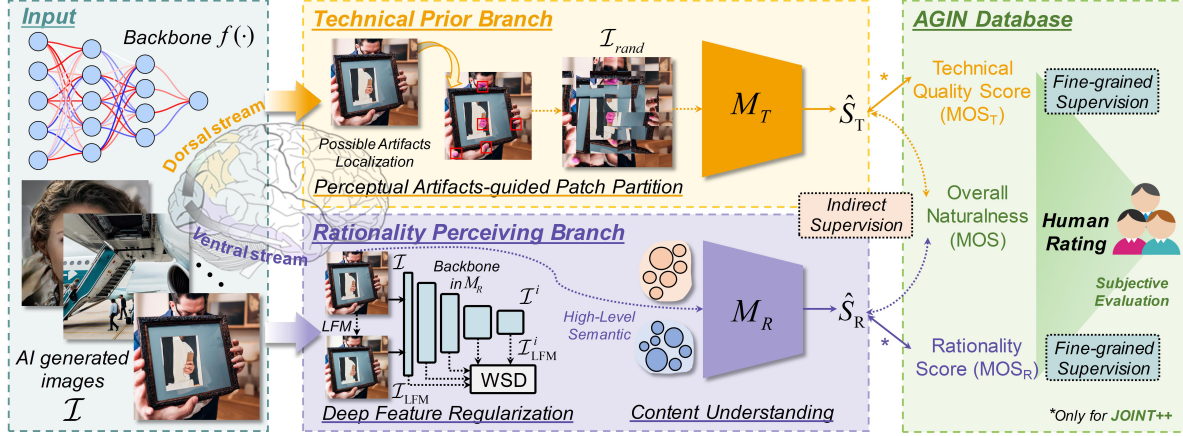 Input
Backbone f(·)
Dorsal stream
Ventral stream
AI generated
images
I
Technical Prior Branch
I_rand
Possible Artifacts
Localization
Perceptual Artifacts-guided Patch Partition
M_T
Ŝ_T
Rationality Perceiving Branch
I
Backbone
in M_R
I^i
LFM
I^i_LFM
I_LFM
WSD
High-Level
Semantic
M_R
Ŝ_R
Deep Feature Regularization
Content Understanding
Indirect
Supervision
AGIN Database
*
Technical
Quality Score
(MOS_T)
Fine-grained
Supervision
Overall
Naturalness
(MOS)
Human
Rating
Subjective
Evaluation
*
Rationality
Score (MOS_R)
Fine-grained
Supervision
*Only for JOINT++